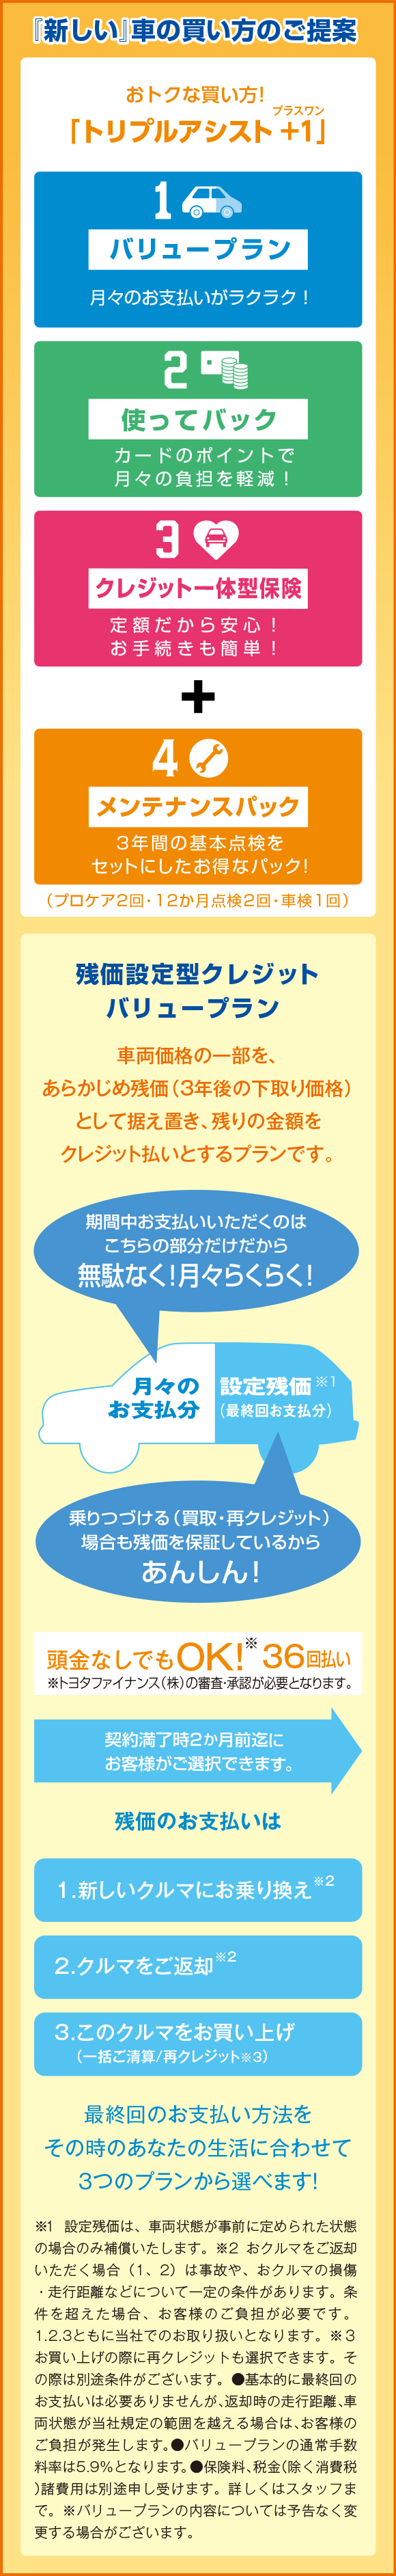 『新しい』車の買い方のご提案
おトクな買い方!
プラスワン
「トリプルアシスト+1」
1
バリュープラン
月々のお支払いがラクラク！
2
使ってバック
カードのポイントで
月々の負担を軽減！
3
クレジット一体型保険
定額だから安心！
お手続きも簡単！
+
4
メンテナンスパック
3年間の基本点検を
セットにしたお得なパック!
（プロケア2回・12か月点検2回・車検1回）
残価設定型クレジット
バリュープラン
車両価格の一部を、
あらかじめ残価（3年後の下取り価格）
として据え置き、残りの金額を
クレジット払いとするプランです。
期間中お支払いいただくのは
こちらの部分だけだから
無駄なく!月々らくらく!
月々の
お支払分
設定残価※1
（最終回お支払分）
乗りつづける（買取・再クレジット）
場合も残価を保証しているから
あんしん!
頭金なしでもOK!※ 36回払い
※トヨタファイナンス（株）の審査・承認が必要となります。
契約満了時2か月前迄に
お客様がご選択できます。
残価のお支払いは
1.新しいクルマにお乗り換え※2
2.クルマをご返却※2
3.このクルマをお買い上げ
（一括ご清算/再クレジット※3）
最終回のお支払い方法を
その時のあなたの生活に合わせて
3つのプランから選べます!
※1 設定残価は、車両状態が事前に定められた状態
の場合のみ補償いたします。※2 おクルマをご返却
いただく場合（1、2）は事故や、おクルマの損傷
・走行距離などについて一定の条件があります。条
件を超えた場合、お客様のご負担が必要です。
1.2.3ともに当社でのお取り扱いとなります。※3
お買い上げの際に再クレジットも選択できます。そ
の際は別途条件がございます。●基本的に最終回の
お支払いは必要ありませんが、返却時の走行距離、車
両状態が当社規定の範囲を越える場合は、お客様の
ご負担が発生します。●バリュープランの通常手数
料率は5.9%となります。●保険料、税金(除く消費税
)諸費用は別途申し受けます。詳しくはスタッフま
で。※バリュープランの内容については予告なく変
更する場合がございます。